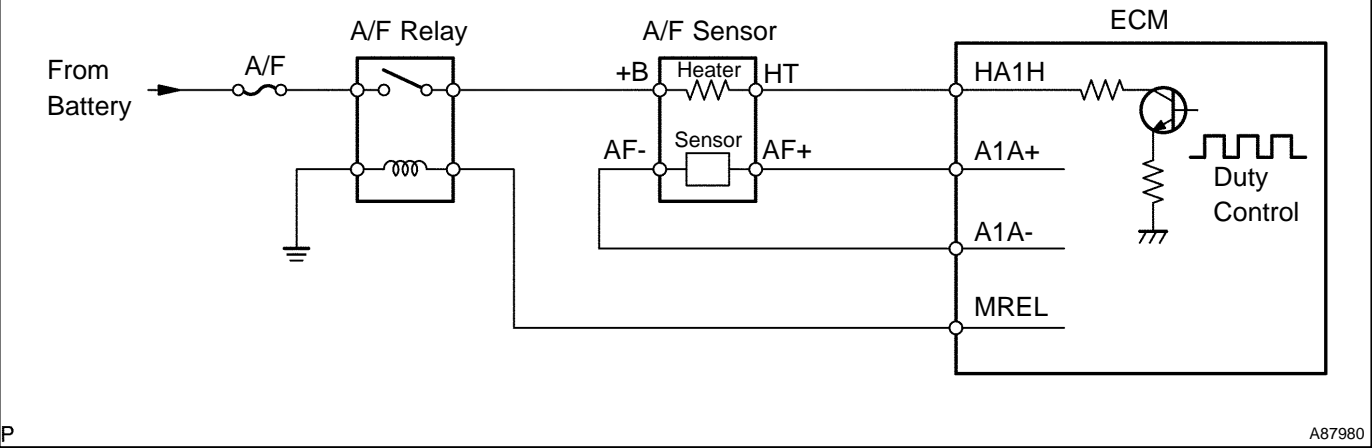 ECM
A/F Relay
A/F Sensor
From
Battery
A/F
+B
Heater
HT
HA1H
AF-
Sensor
AF+
A1A+
Duty
Control
A1A-
MREL
P
A87980